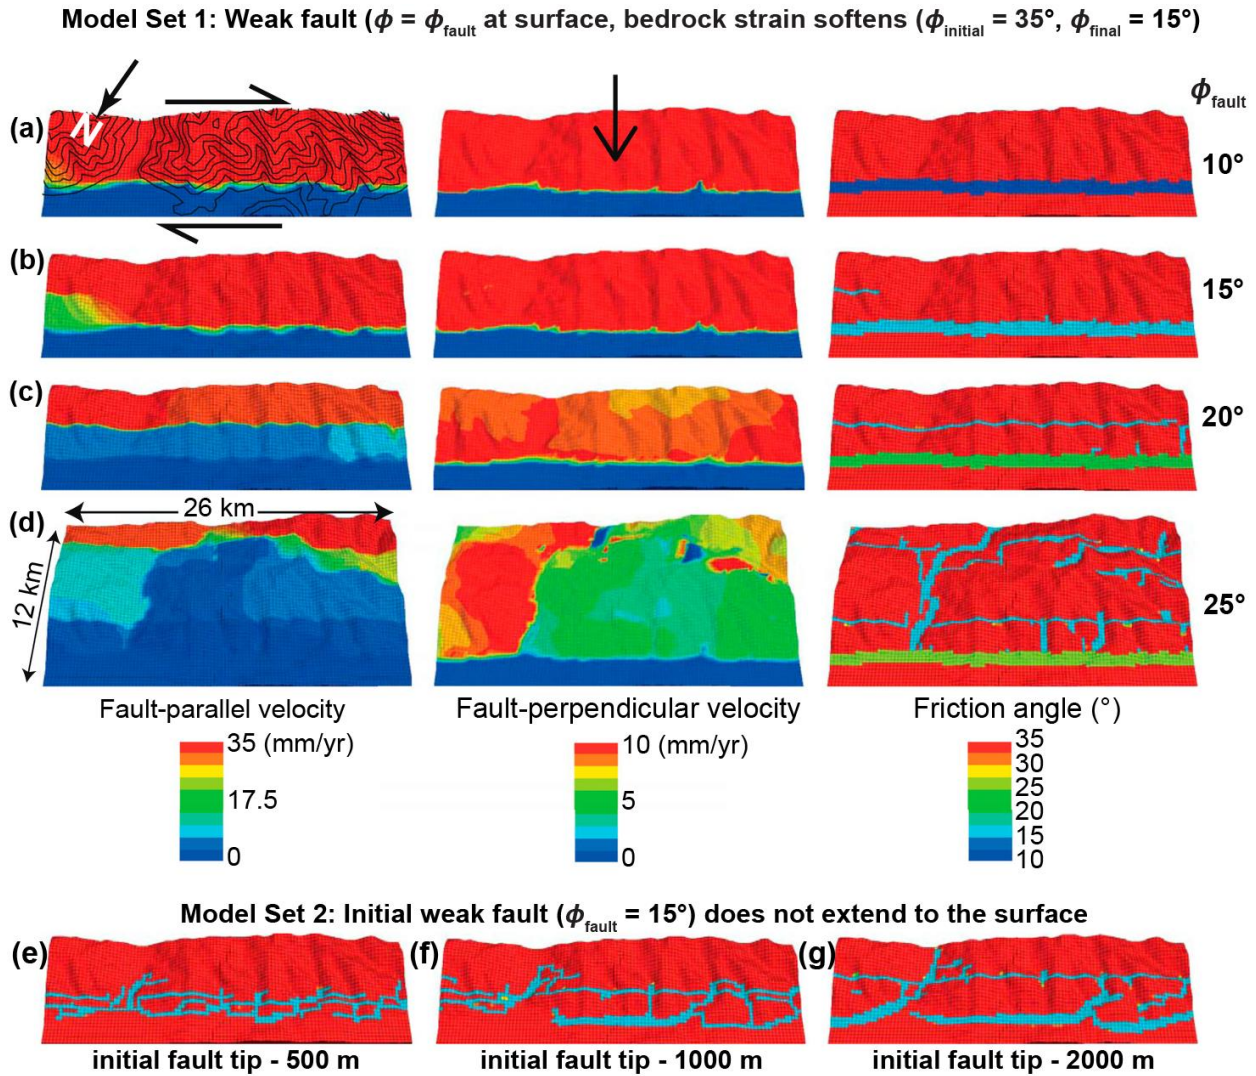 Model Set 1: Weak fault (ϕ = ϕfault at surface, bedrock strain softens (ϕinitial = 35°, ϕfinal = 15°)
ϕfault
(a) N 10°
(b) 15°
(c) 20°
(d) 26 km
12 km
25°
Fault-parallel velocity Fault-perpendicular velocity Friction angle (°)
35 (mm/yr)
17.5
0
10 (mm/yr)
5
0
35
30
25
20
15
10
Model Set 2: Initial weak fault (ϕfault = 15°) does not extend to the surface
(e) (f) (g)
initial fault tip - 500 m initial fault tip - 1000 m initial fault tip - 2000 m